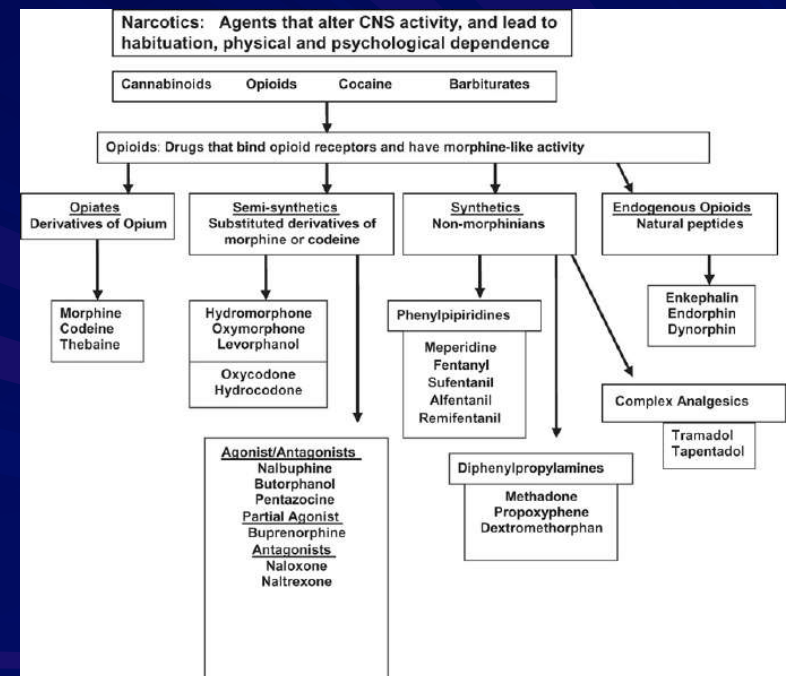 Narcotics: Agents that alter CNS activity, and lead to
habituation, physical and psychological dependence
Cannabinoids Opioids Cocaine Barbiturates
Opioids: Drugs that bind opioid receptors and have morphine-like activity
Opiates
Derivatives of Opium
Semi-synthetics
Substituted derivatives of
morphine or codeine
Synthetics
Non-morphinians
Endogenous Opioids
Natural peptides
Morphine
Codeine
Thebaine
Hydromorphone
Oxymorphone
Levorphanol
Oxycodone
Hydrocodone
Phenylpipiridines
Meperidine
Fentanyl
Sufentanil
Alfentanil
Remifentanil
Enkephalin
Endorphin
Dynorphin
Complex Analgesics
Tramadol
Tapentadol
Agonist/Antagonists
Nalbuphine
Butorphanol
Pentazocine
Partial Agonist
Buprenorphine
Antagonists
Naloxone
Naltrexone
Diphenylpropylamines
Methadone
Propoxyphene
Dextromethorphan